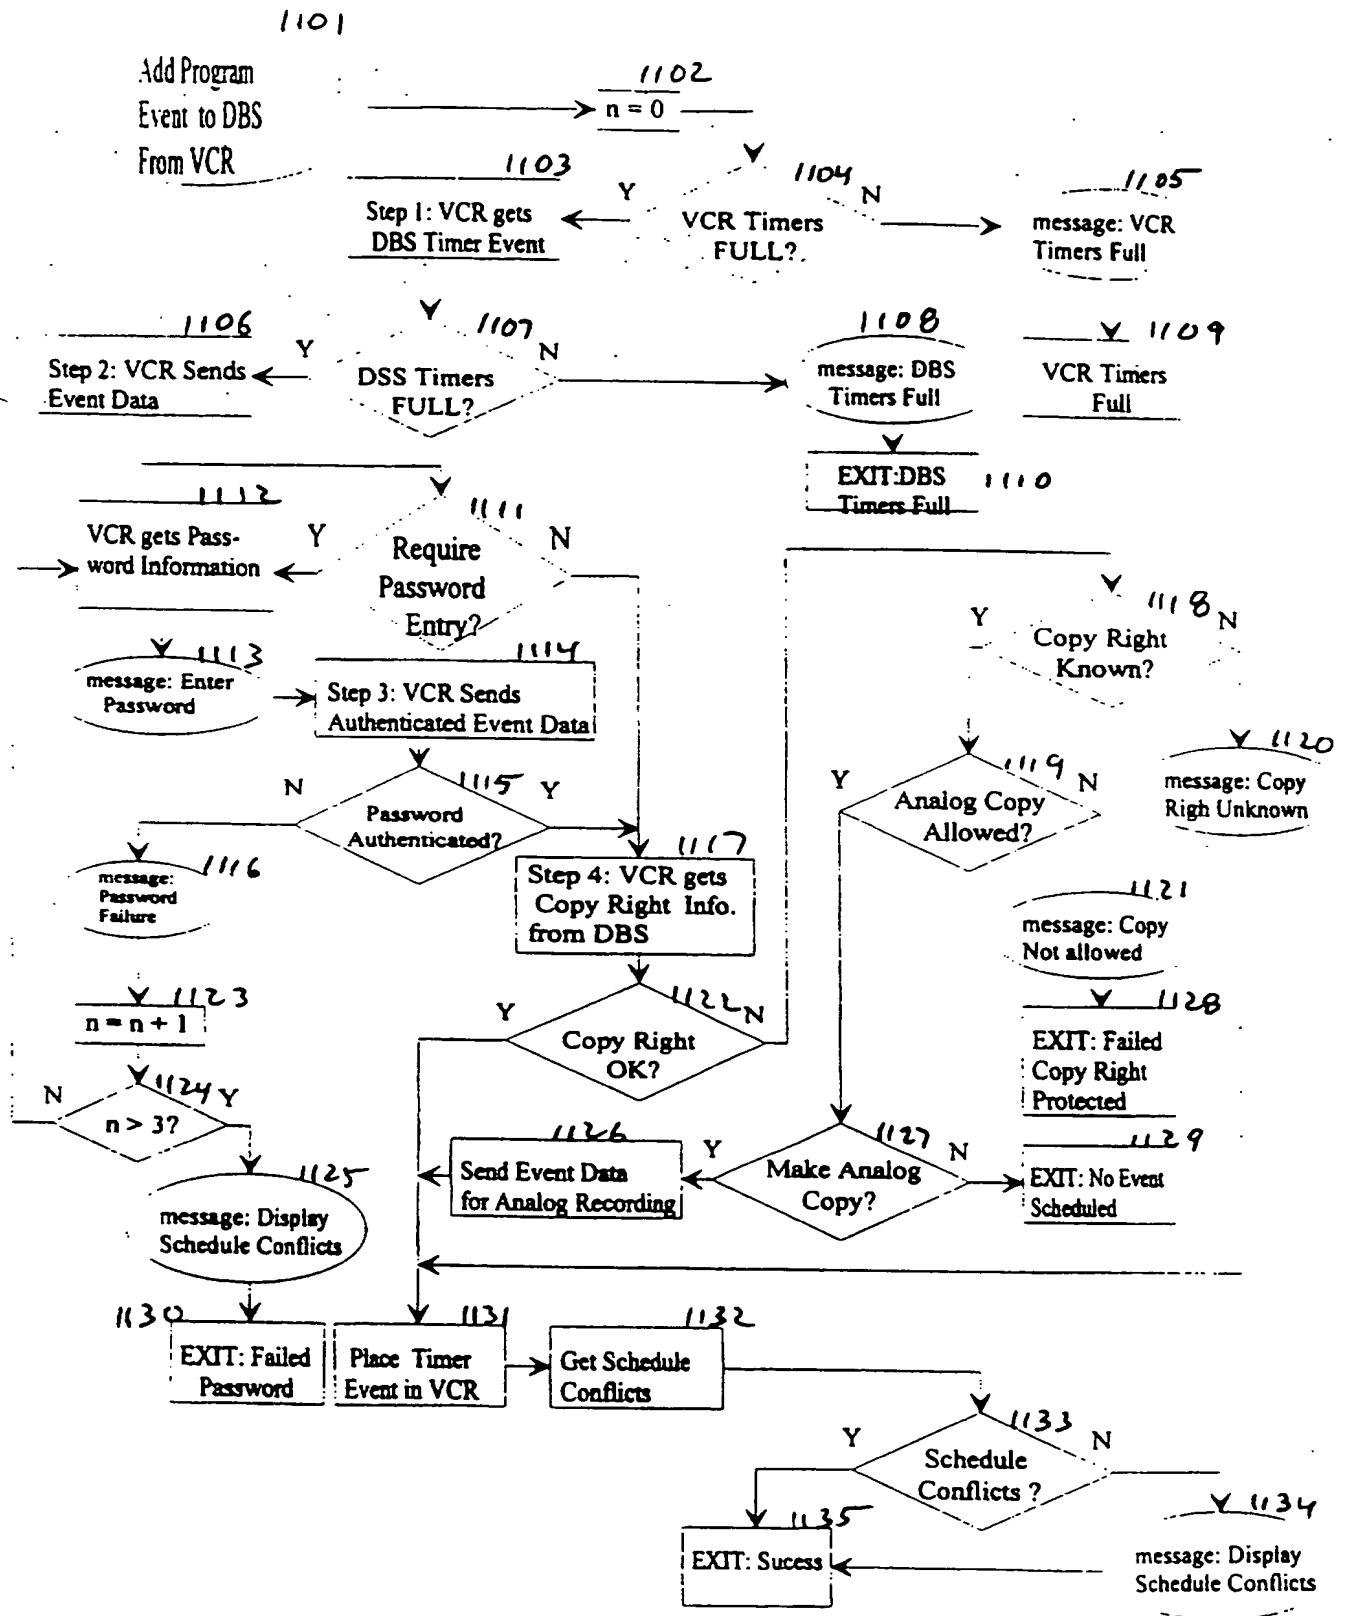 1101
Add Program
Event to DBS
From VCR
1102
n = 0
1103
Step 1: VCR gets
DBS Timer Event
Y
1104
N
VCR Timers
FULL?
1105
message: VCR
Timers Full
1106
Step 2: VCR Sends
Event Data
Y
1107
N
DSS Timers
FULL?
1108
message: DBS
Timers Full
1109
VCR Timers
Full
EXIT:DBS
Timers Full
1110
1112
VCR gets Pass-
word Information
Y
1111
N
Require
Password
Entry?
Y
1118
N
Copy Right
Known?
1113
message: Enter
Password
1114
Step 3: VCR Sends
Authenticated Event Data
N
1115
Y
Password
Authenticated?
Y
1119
N
Analog Copy
Allowed?
1120
message: Copy
Righ Unknown
1116
message:
Password
Failure
1117
Step 4: VCR gets
Copy Right Info.
from DBS
1121
message: Copy
Not allowed
1123
n = n + 1
Y
1122
N
Copy Right
OK?
1128
EXIT: Failed
Copy Right
Protected
N
1124
Y
n > 3?
1125
message: Display
Schedule Conflicts
1126
Send Event Data
for Analog Recording
Y
1127
N
Make Analog
Copy?
1129
EXIT: No Event
Scheduled
1130
EXIT: Failed
Password
1131
Place Timer
Event in VCR
1132
Get Schedule
Conflicts
Y
1133
N
Schedule
Conflicts ?
1135
EXIT: Sucess
1134
message: Display
Schedule Conflicts